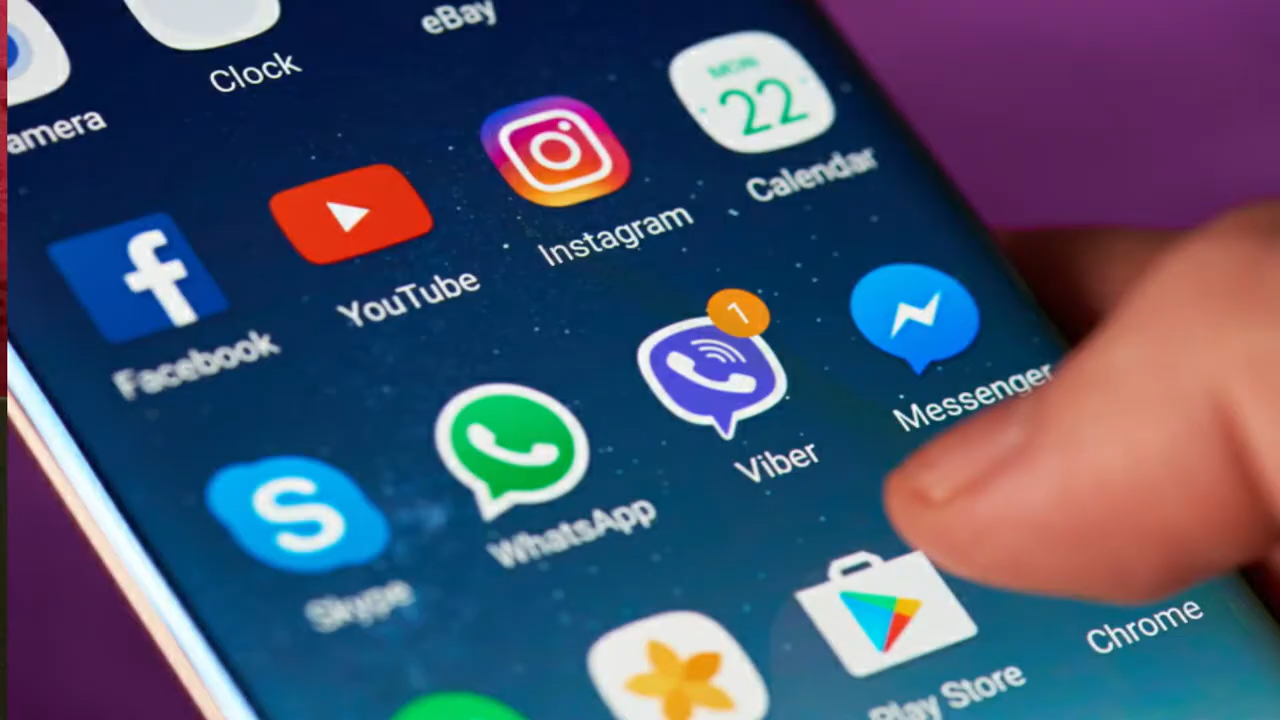 eBay
Clock
amera
MON
22
Calendar
Instagram
YouTube
f
Facebook
1
Messenger
Viber
WhatsApp
S
Skype
Chrome
Play Store